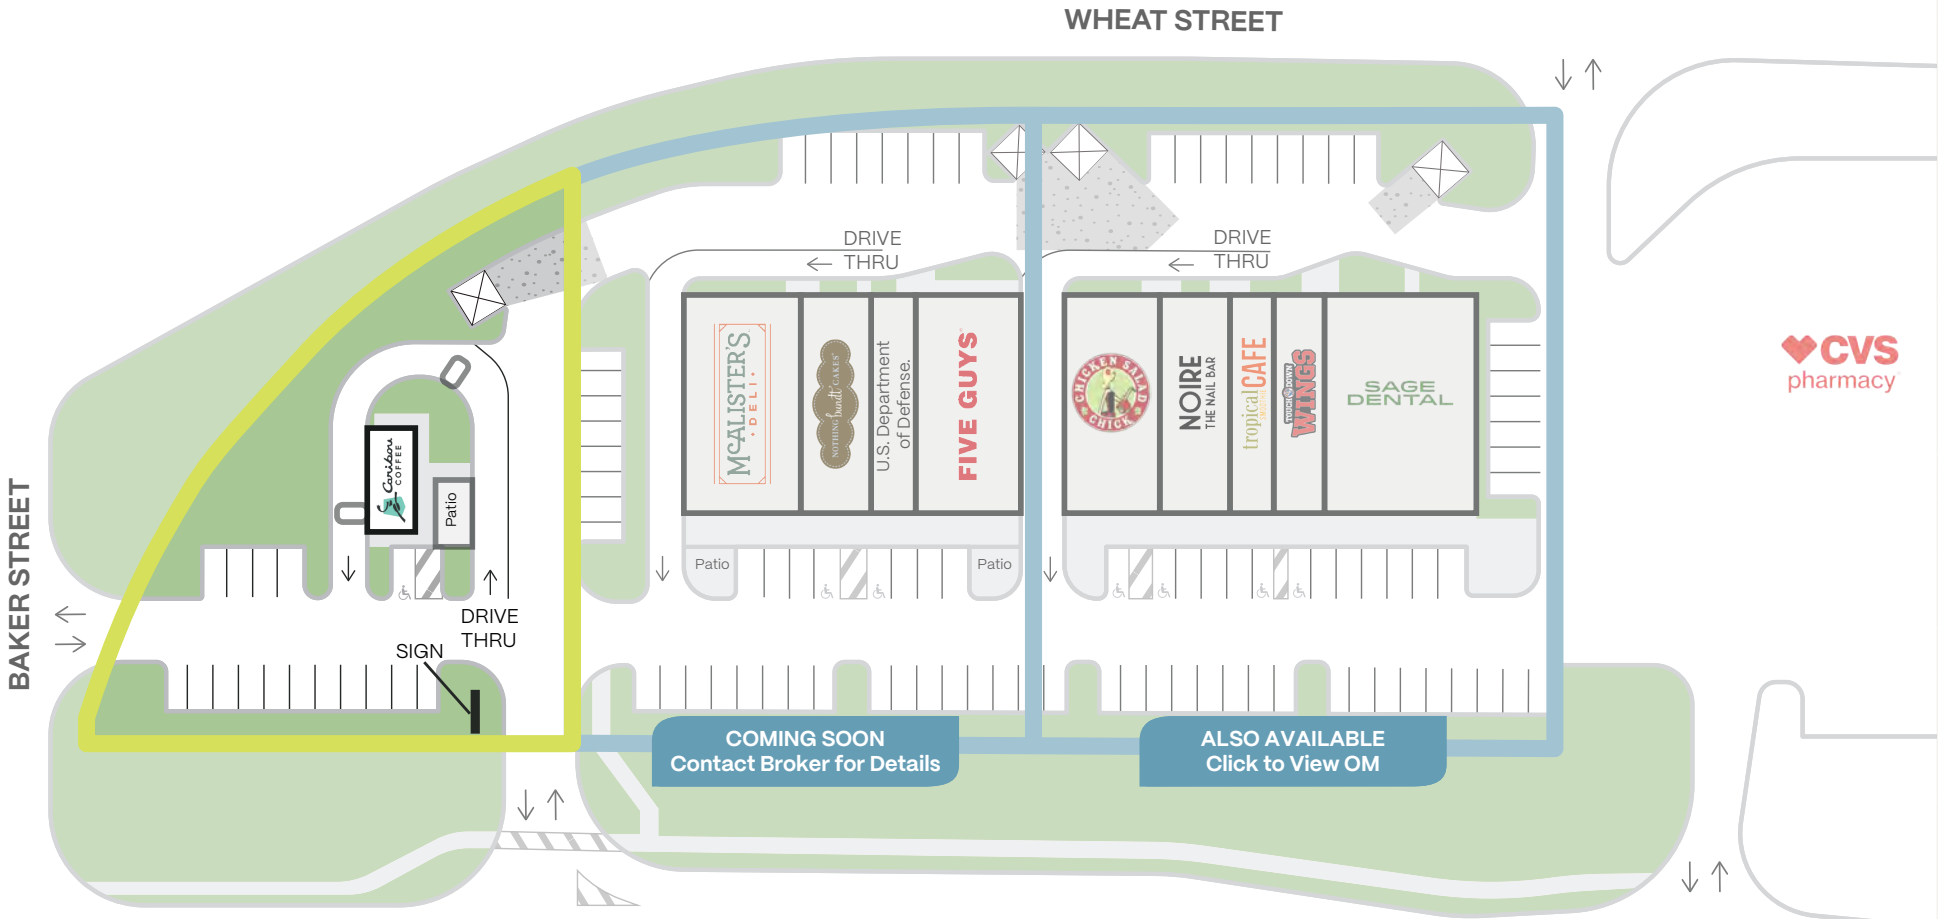 WHEAT STREET
BAKER STREET
DRIVE
THRU
DRIVE
THRU
McALISTER'S
• DELI •
NOTHING bundt CAKES
U.S. Department
of Defense.
FIVE GUYS
CHICKEN SALAD
CHICK
NOIRE
THE NAIL BAR
tropical
CAFE
TOUCHDOWN
WINGS
SAGE
DENTAL
CVS
pharmacy
Caribou
COFFEE
Patio
Patio
Patio
DRIVE
THRU
SIGN
COMING SOON
Contact Broker for Details
ALSO AVAILABLE
Click to View OM